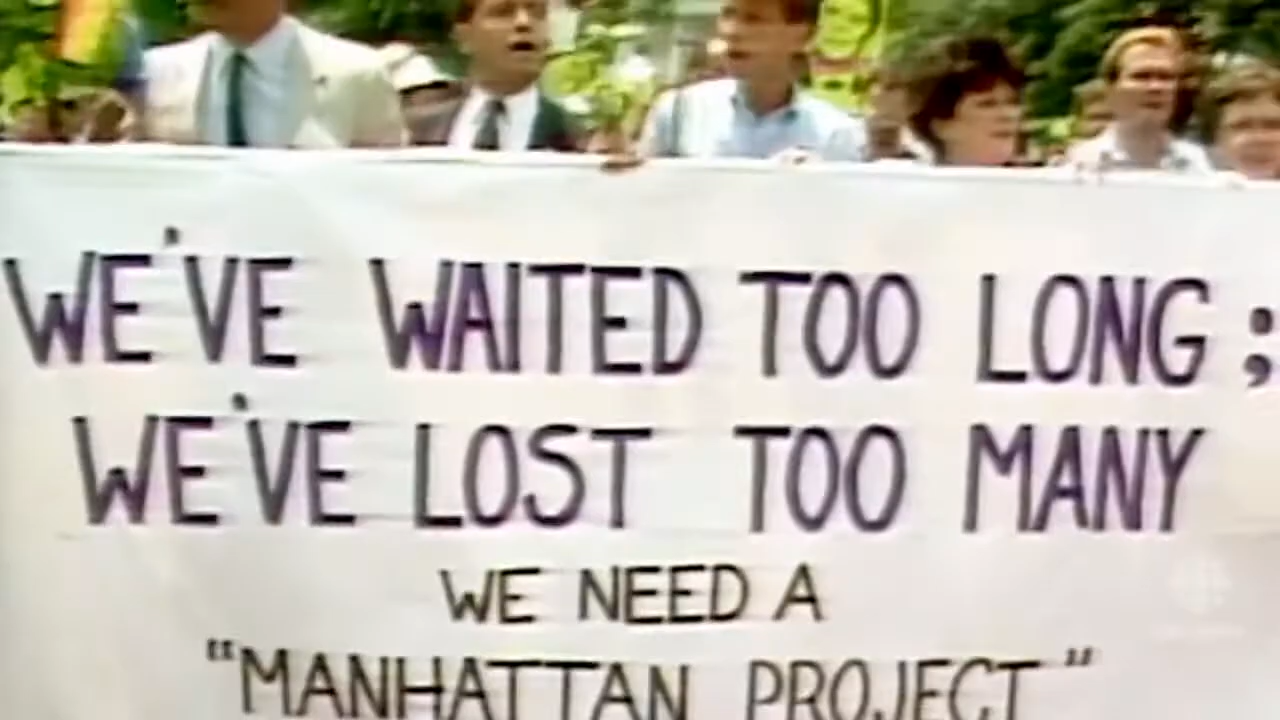 WE'VE WAITED TOO LONG;
WE'VE LOST TOO MANY
WE NEED A
"MANHATTAN PROJECT"